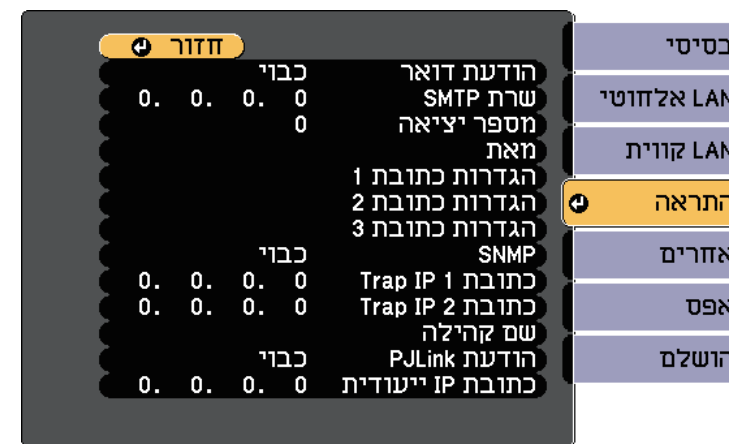 חזור
הודעת דואר כבוי
שרת SMTP 0. 0. 0. 0
מספר יציאה 0
מאת
הגדרות כתובת 1
הגדרות כתובת 2
הגדרות כתובת 3
SNMP כבוי
כתובת Trap IP 1 0. 0. 0. 0
כתובת Trap IP 2 0. 0. 0. 0
שם קהילה
הודעת PJLink כבוי
כתובת IP ייעודית 0. 0. 0. 0
בסיסי
LAN אלחוטי
LAN קווית
התראה
אחרים
אפס
הושלם